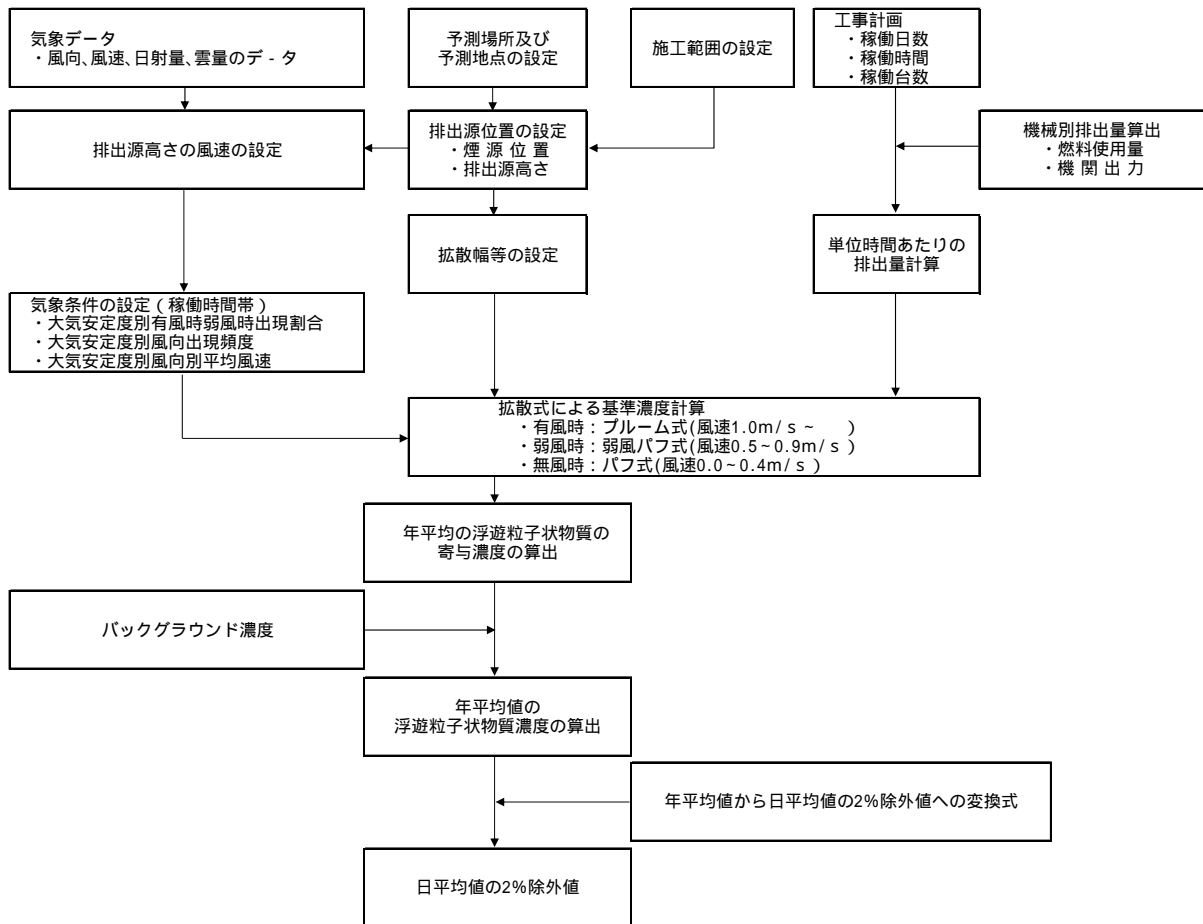 気象データ
・風向、風速、日射量、雲量のデ - タ
予測場所及び
予測地点の設定
施工範囲の設定
工事計画
・稼働日数
・稼働時間
・稼働台数
排出源高さの風速の設定
排出源位置の設定
・煙 源 位 置
・排出源高さ
機械別排出量算出
・燃料使用量
・機 関 出 力
拡散幅等の設定
単位時間あたりの
排出量計算
気象条件の設定（稼働時間帯）
・大気安定度別有風時弱風時出現割合
・大気安定度別風向出現頻度
・大気安定度別風向別平均風速
拡散式による基準濃度計算
・有風時：プルーム式(風速1.0m/ s ~ )
・弱風時：弱風パフ式(風速0.5~0.9m/ s )
・無風時：パフ式(風速0.0~0.4m/ s )
年平均の浮遊粒子状物質の
寄与濃度の算出
バックグラウンド濃度
年平均値の
浮遊粒子状物質濃度の算出
年平均値から日平均値の2%除外値への変換式
日平均値の2%除外値